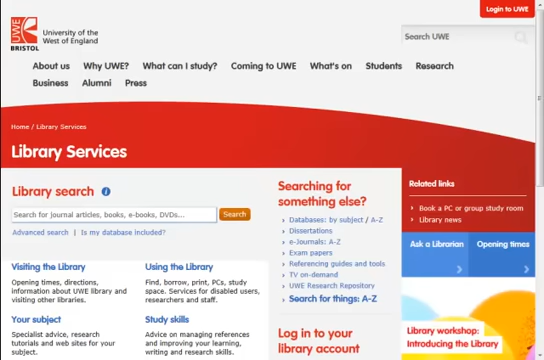 Login to UWE
UWE
BRISTOL
University of the
West of England
Search UWE
About us Why UWE? What can I study? Coming to UWE What's on Students Research
Business Alumni Press
Home / Library Services
Library Services
Library search i
Search for journal articles, books, e-books, DVDs... Search
Advanced search | Is my database included?
Visiting the Library
Opening times, directions,
information about UWE library and
visiting other libraries.
Using the Library
Find, borrow, print, PCs, study
space. Services for disabled users,
researchers and staff.
Your subject
Specialist advice, research
tutorials and web sites for your
subject.
Study skills
Advice on managing references
and improving your learning,
writing and research skills.
Searching for
something else?
Databases: by subject / A-Z
Dissertations
e-Journals: A-Z
Exam papers
Referencing guides and tools
TV on-demand
UWE Research Repository
Search for things: A-Z
Log in to your
library account
Related links
Book a PC or group study room
Library news
Ask a Librarian
Opening times
Library workshop:
Introducing the Library